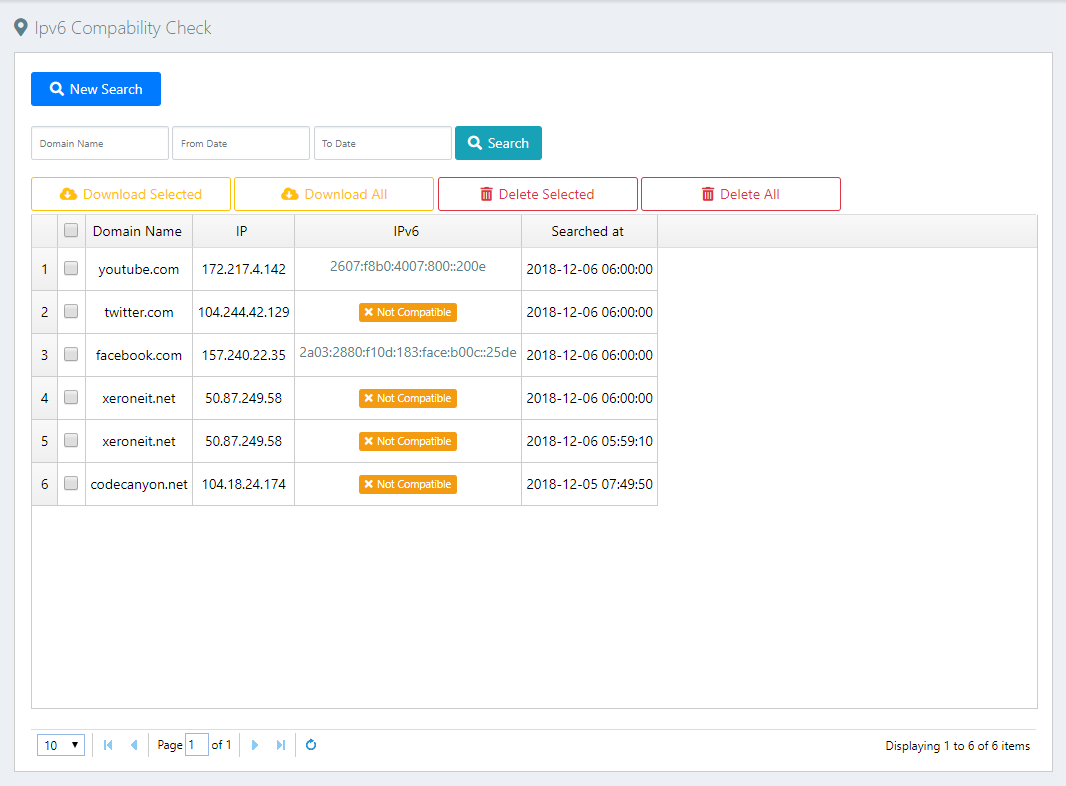 Ipv6 Compability Check
New Search
Domain Name From Date To Date Search
Download Selected Download All Delete Selected Delete All
Domain Name IP IPv6 Searched at
1 youtube.com 172.217.4.142 2607:f8b0:4007:800::200e 2018-12-06 06:00:00
2 twitter.com 104.244.42.129 Not Compatible 2018-12-06 06:00:00
3 facebook.com 157.240.22.35 2a03:2880:f10d:183:face:b00c::25de 2018-12-06 06:00:00
4 xeroneit.net 50.87.249.58 Not Compatible 2018-12-06 06:00:00
5 xeroneit.net 50.87.249.58 Not Compatible 2018-12-06 05:59:10
6 codecanyon.net 104.18.24.174 Not Compatible 2018-12-05 07:49:50
10 Page 1 of 1 Displaying 1 to 6 of 6 items